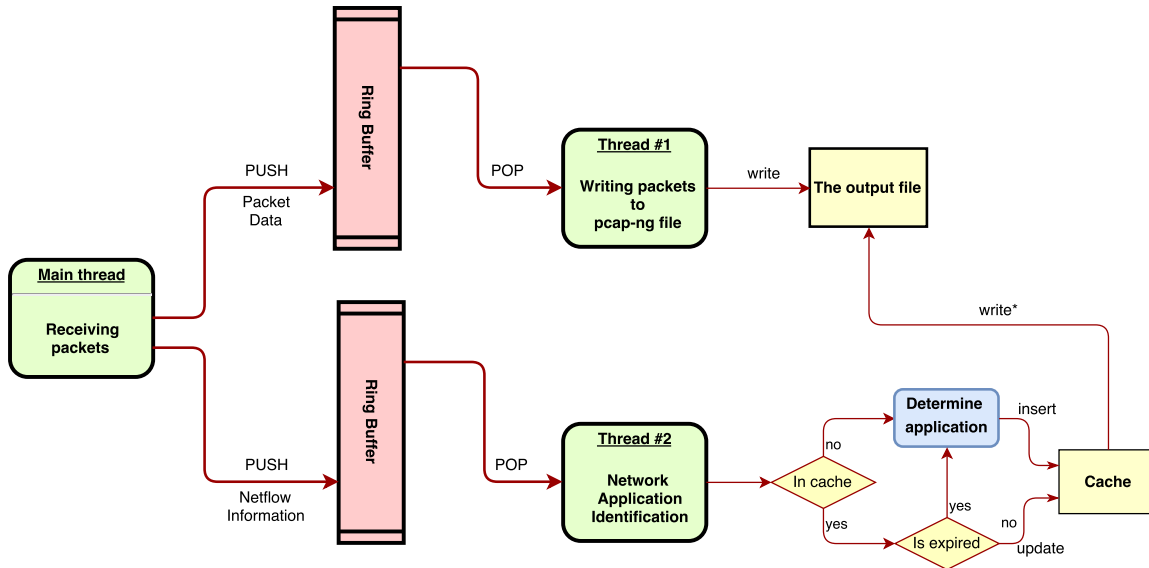 Main thread
Receiving
packets
PUSH
Packet
Data
Ring Buffer
POP
Thread #1
Writing packets
to
pcap-ng file
write
The output file
PUSH
Netflow
Information
Ring Buffer
POP
Thread #2
Network
Application
Identification
In cache
no
yes
Determine
application
Is expired
yes
insert
no
update
Cache
write*